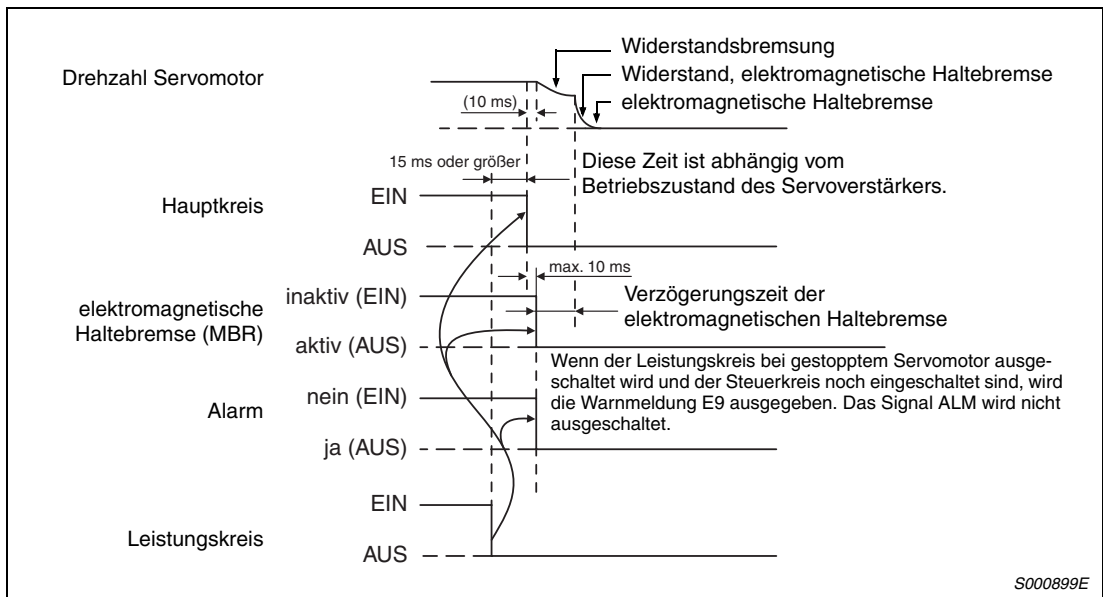 Widerstandsbremsung
Drehzahl Servomotor
Widerstand, elektromagnetische Haltebremse
(10 ms)
elektromagnetische Haltebremse
15 ms oder größer
Diese Zeit ist abhängig vom
Betriebszustand des Servoverstärkers.
Hauptkreis
EIN
AUS
max. 10 ms
elektromagnetische
Haltebremse (MBR)
inaktiv (EIN)
aktiv (AUS)
Verzögerungszeit der
elektromagnetischen Haltebremse
Wenn der Leistungskreis bei gestopptem Servomotor ausge-
schaltet wird und der Steuerkreis noch eingeschaltet sind, wird
die Warnmeldung E9 ausgegeben. Das Signal ALM wird nicht
ausgeschaltet.
Alarm
nein (EIN)
ja (AUS)
Leistungskreis
EIN
AUS
S000899E